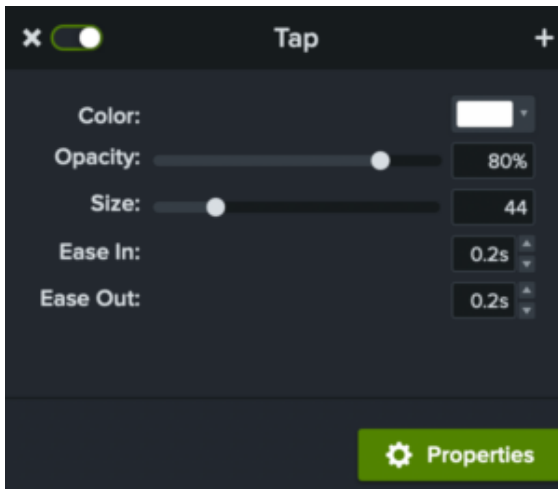 Tap
Color:
Opacity: 80%
Size: 44
Ease In: 0.2s
Ease Out: 0.2s
Properties